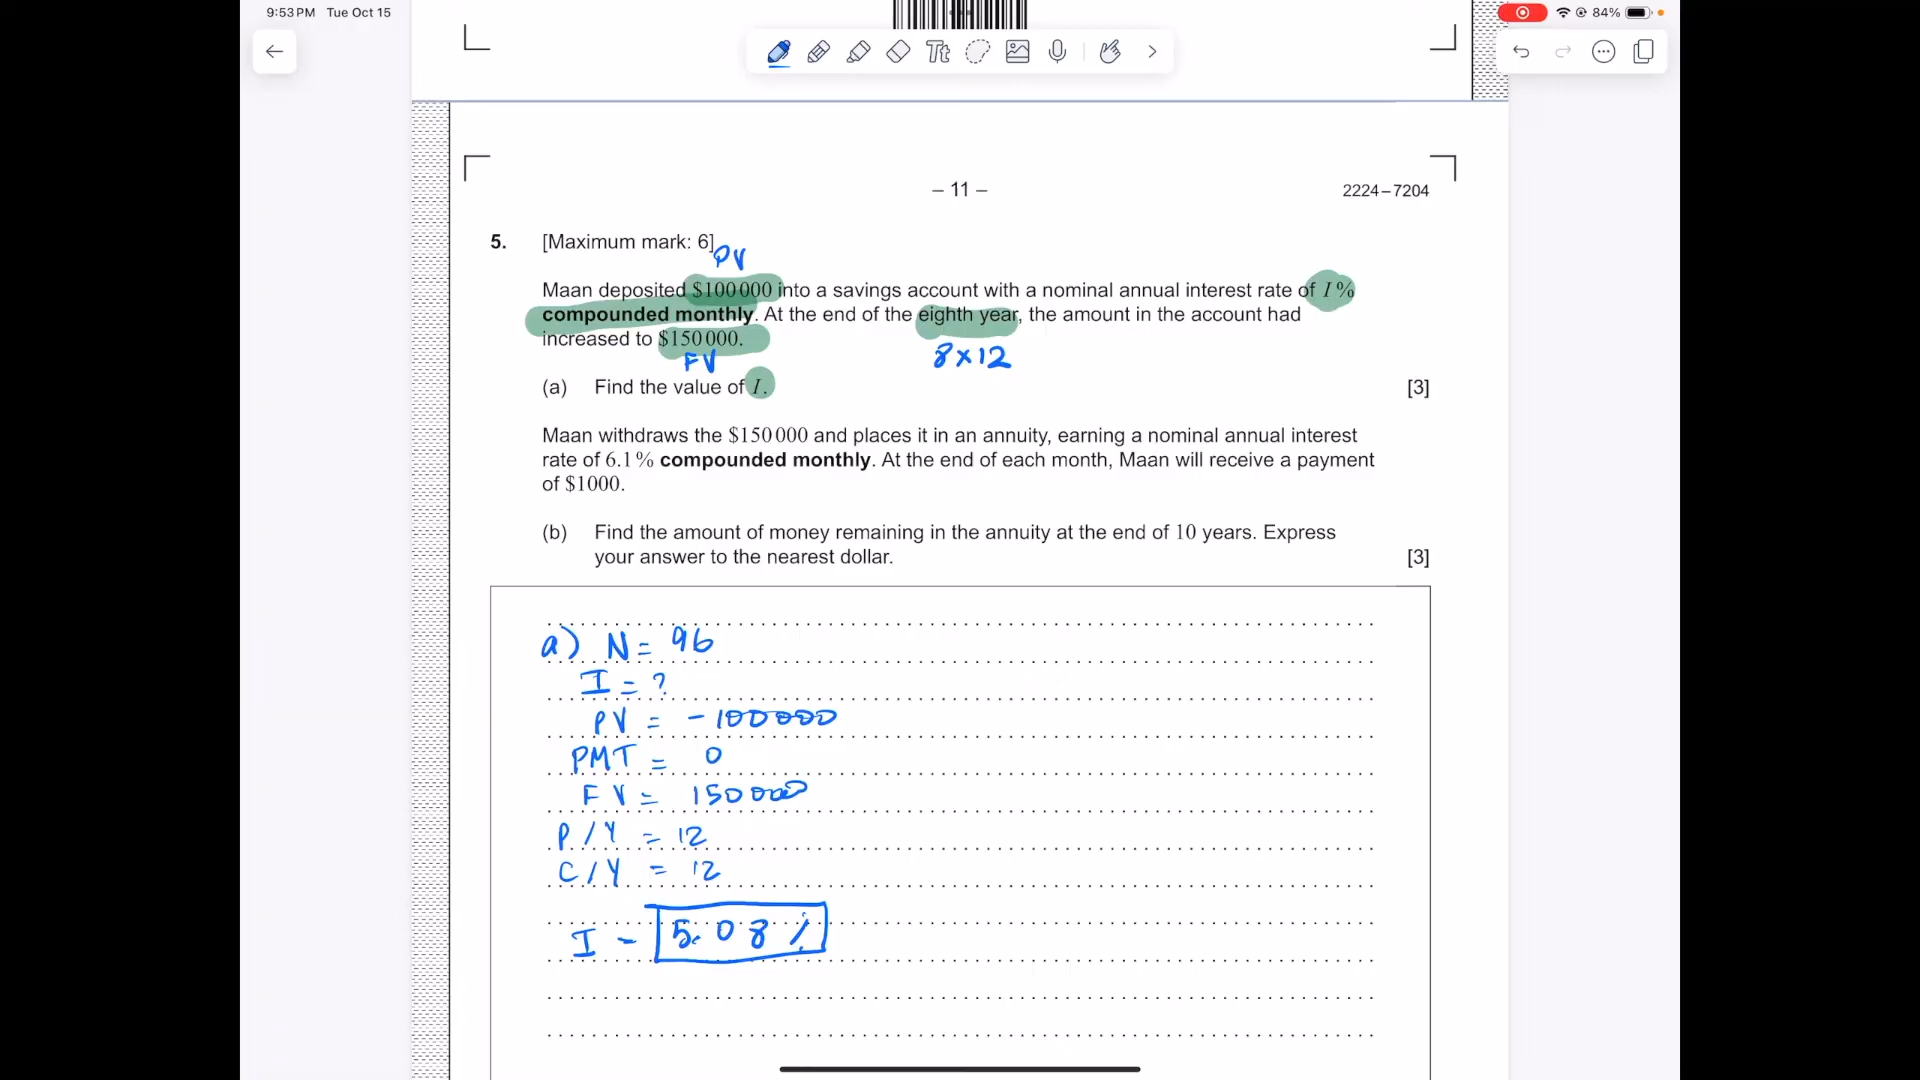 9:53 PM Tue Oct 15
84%
Tt
– 11 –
2224–7204
5. [Maximum mark: 6]
PV
Maan deposited $100 000 into a savings account with a nominal annual interest rate of I %
compounded monthly. At the end of the eighth year, the amount in the account had
increased to $150 000.
FV
8×12
(a) Find the value of I. [3]
Maan withdraws the $150 000 and places it in an annuity, earning a nominal annual interest
rate of 6.1 % compounded monthly. At the end of each month, Maan will receive a payment
of $1000.
(b) Find the amount of money remaining in the annuity at the end of 10 years. Express
your answer to the nearest dollar. [3]
a) N = 96
I = ?
PV = -100000
PMT = 0
FV = 150000
P/Y = 12
C/Y = 12
I - 5.08%